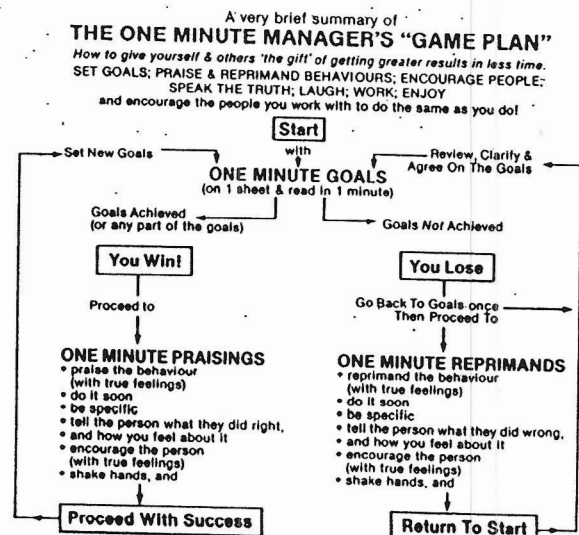 A very brief summary of
THE ONE MINUTE MANAGER'S "GAME PLAN"
How to give yourself & others 'the gift' of getting greater results in less time.
SET GOALS; PRAISE & REPRIMAND BEHAVIOURS; ENCOURAGE PEOPLE;
SPEAK THE TRUTH; LAUGH; WORK; ENJOY
and encourage the people you work with to do the same as you do!
Start
with
Set New Goals
Review, Clarify &
Agree On The Goals
ONE MINUTE GOALS
(on 1 sheet & read in 1 minute)
Goals Achieved
(or any part of the goals)
Goals Not Achieved
You Win!
You Lose
Proceed to
Go Back To Goals once
Then Proceed To
ONE MINUTE PRAISINGS
• praise the behaviour
(with true feelings)
• do it soon
• be specific
• tell the person what they did right,
• and how you feel about it
• encourage the person
(with true feelings)
• shake hands, and
Proceed With Success
ONE MINUTE REPRIMANDS
• reprimand the behaviour
(with true feelings)
• do it soon
• be specific
• tell the person what they did wrong,
• and how you feel about it
• encourage the person
(with true feelings)
• shake hands, and
Return To Start